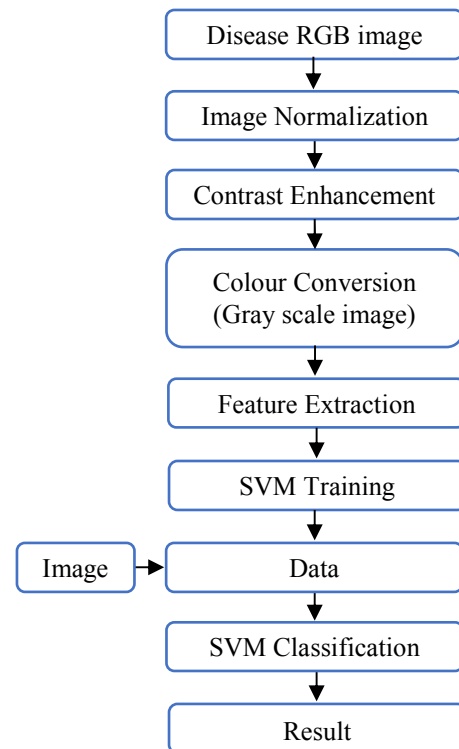 Disease RGB image
Image Normalization
Contrast Enhancement
Colour Conversion
(Gray scale image)
Feature Extraction
SVM Training
Image
Data
SVM Classification
Result